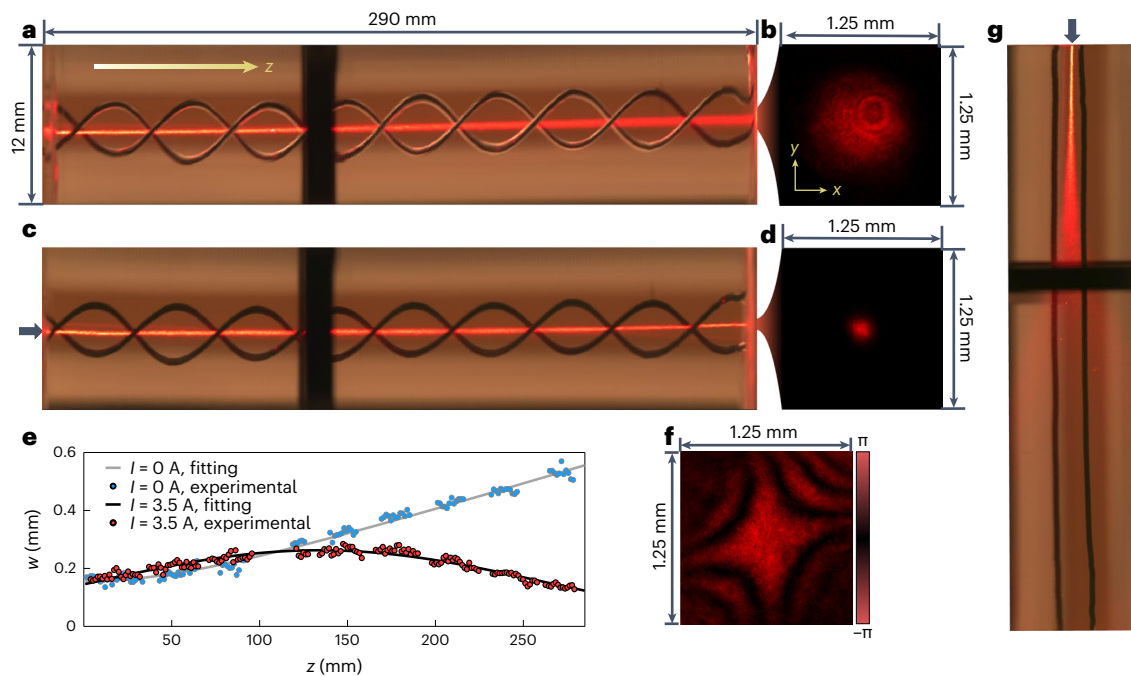 a
290 mm
b
1.25 mm
g
z
12 mm
1.25 mm
y
x
c
1.25 mm
d
1.25 mm
e
f
1.25 mm
π
0.6
I = 0 A, fitting
I = 0 A, experimental
I = 3.5 A, fitting
I = 3.5 A, experimental
0.4
w (mm)
0.2
1.25 mm
0
−π
50
100
150
200
250
z (mm)